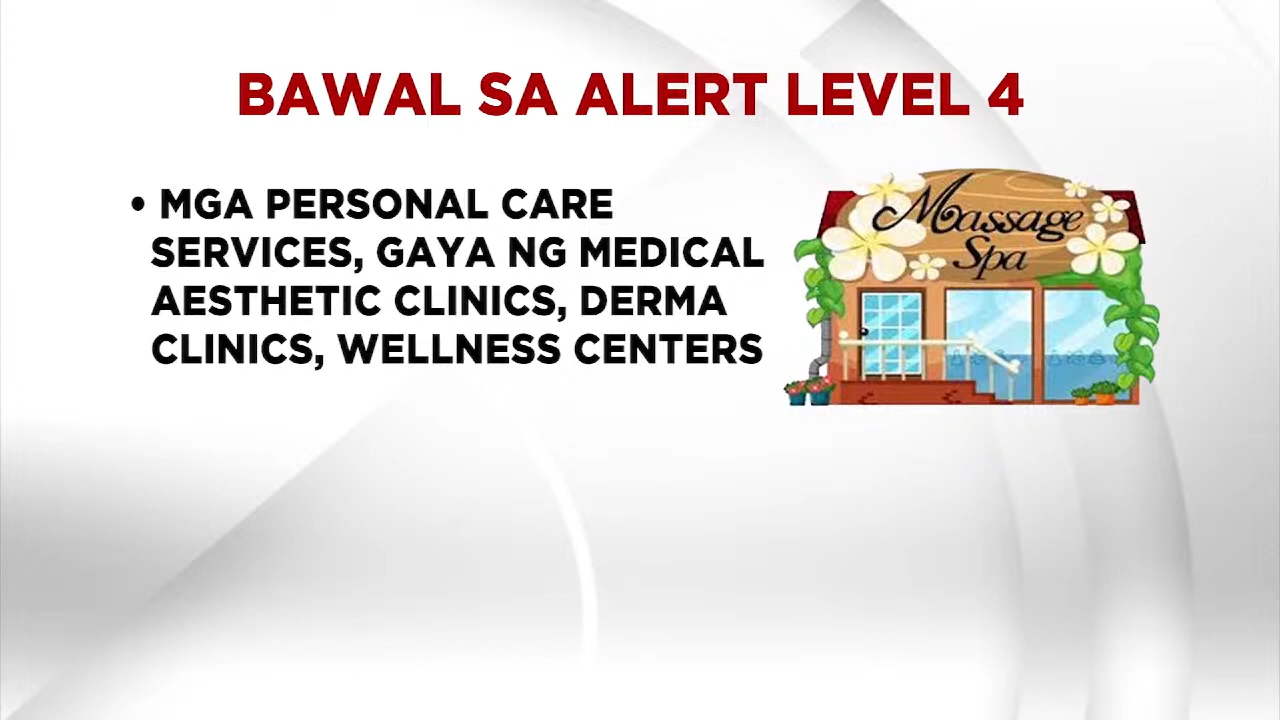 BAWAL SA ALERT LEVEL 4
• MGA PERSONAL CARE
SERVICES, GAYA NG MEDICAL
AESTHETIC CLINICS, DERMA
CLINICS, WELLNESS CENTERS
Massage
Spa